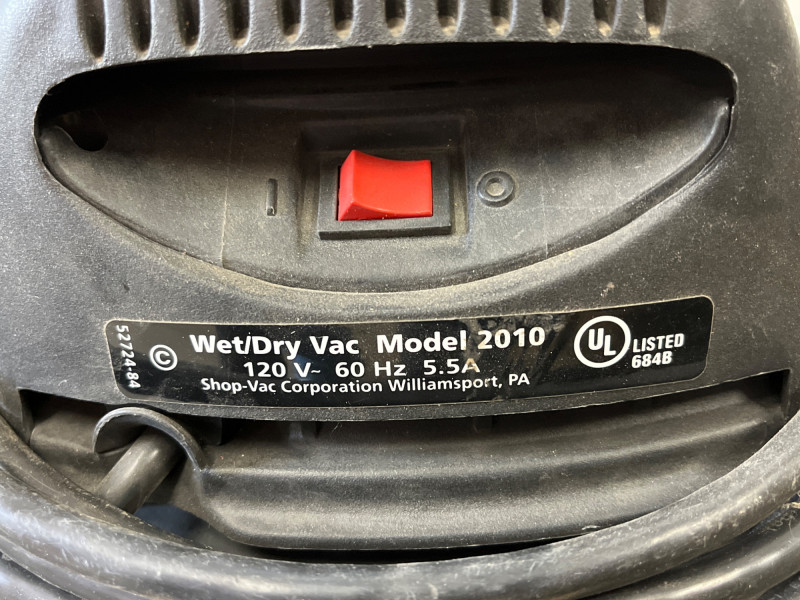 I O
52724-84
© Wet/Dry Vac Model 2010
120 V~ 60 Hz 5.5A
Shop-Vac Corporation Williamsport, PA
UL LISTED
684B